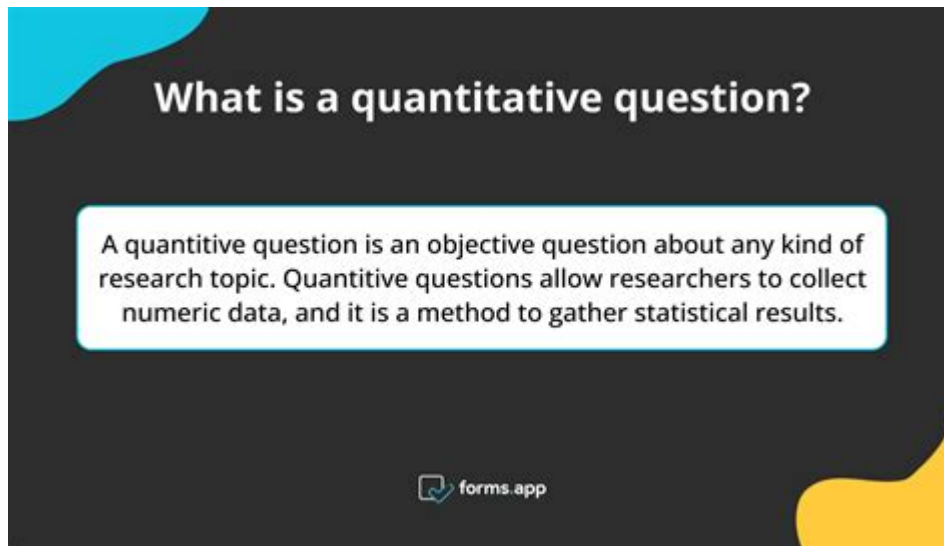 What is a quantitative question?
A quantitive question is an objective question about any kind of
research topic. Quantitive questions allow researchers to collect
numeric data, and it is a method to gather statistical results.
forms.app